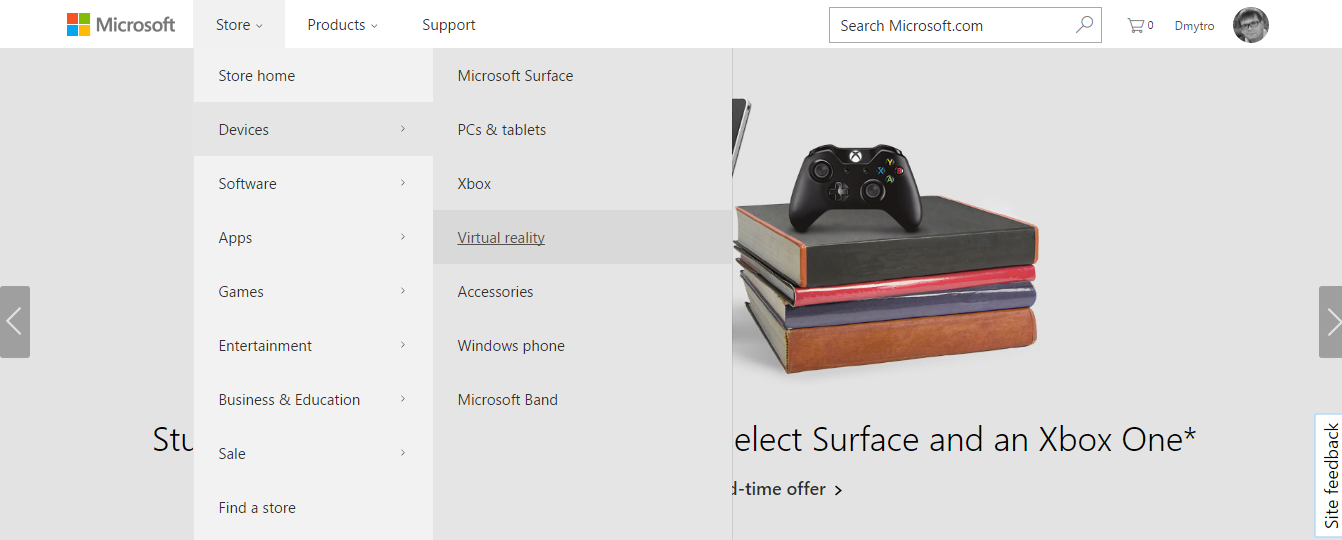 Microsoft
Store
Products
Support
Search Microsoft.com
0
Dmytro
Store home
Devices
Software
Apps
Games
Entertainment
Business & Education
Sale
Find a store
Microsoft Surface
PCs & tablets
Xbox
Virtual reality
Accessories
Windows phone
Microsoft Band
Y
X
B
A
Stu
elect Surface and an Xbox One*
d-time offer
Site feedback